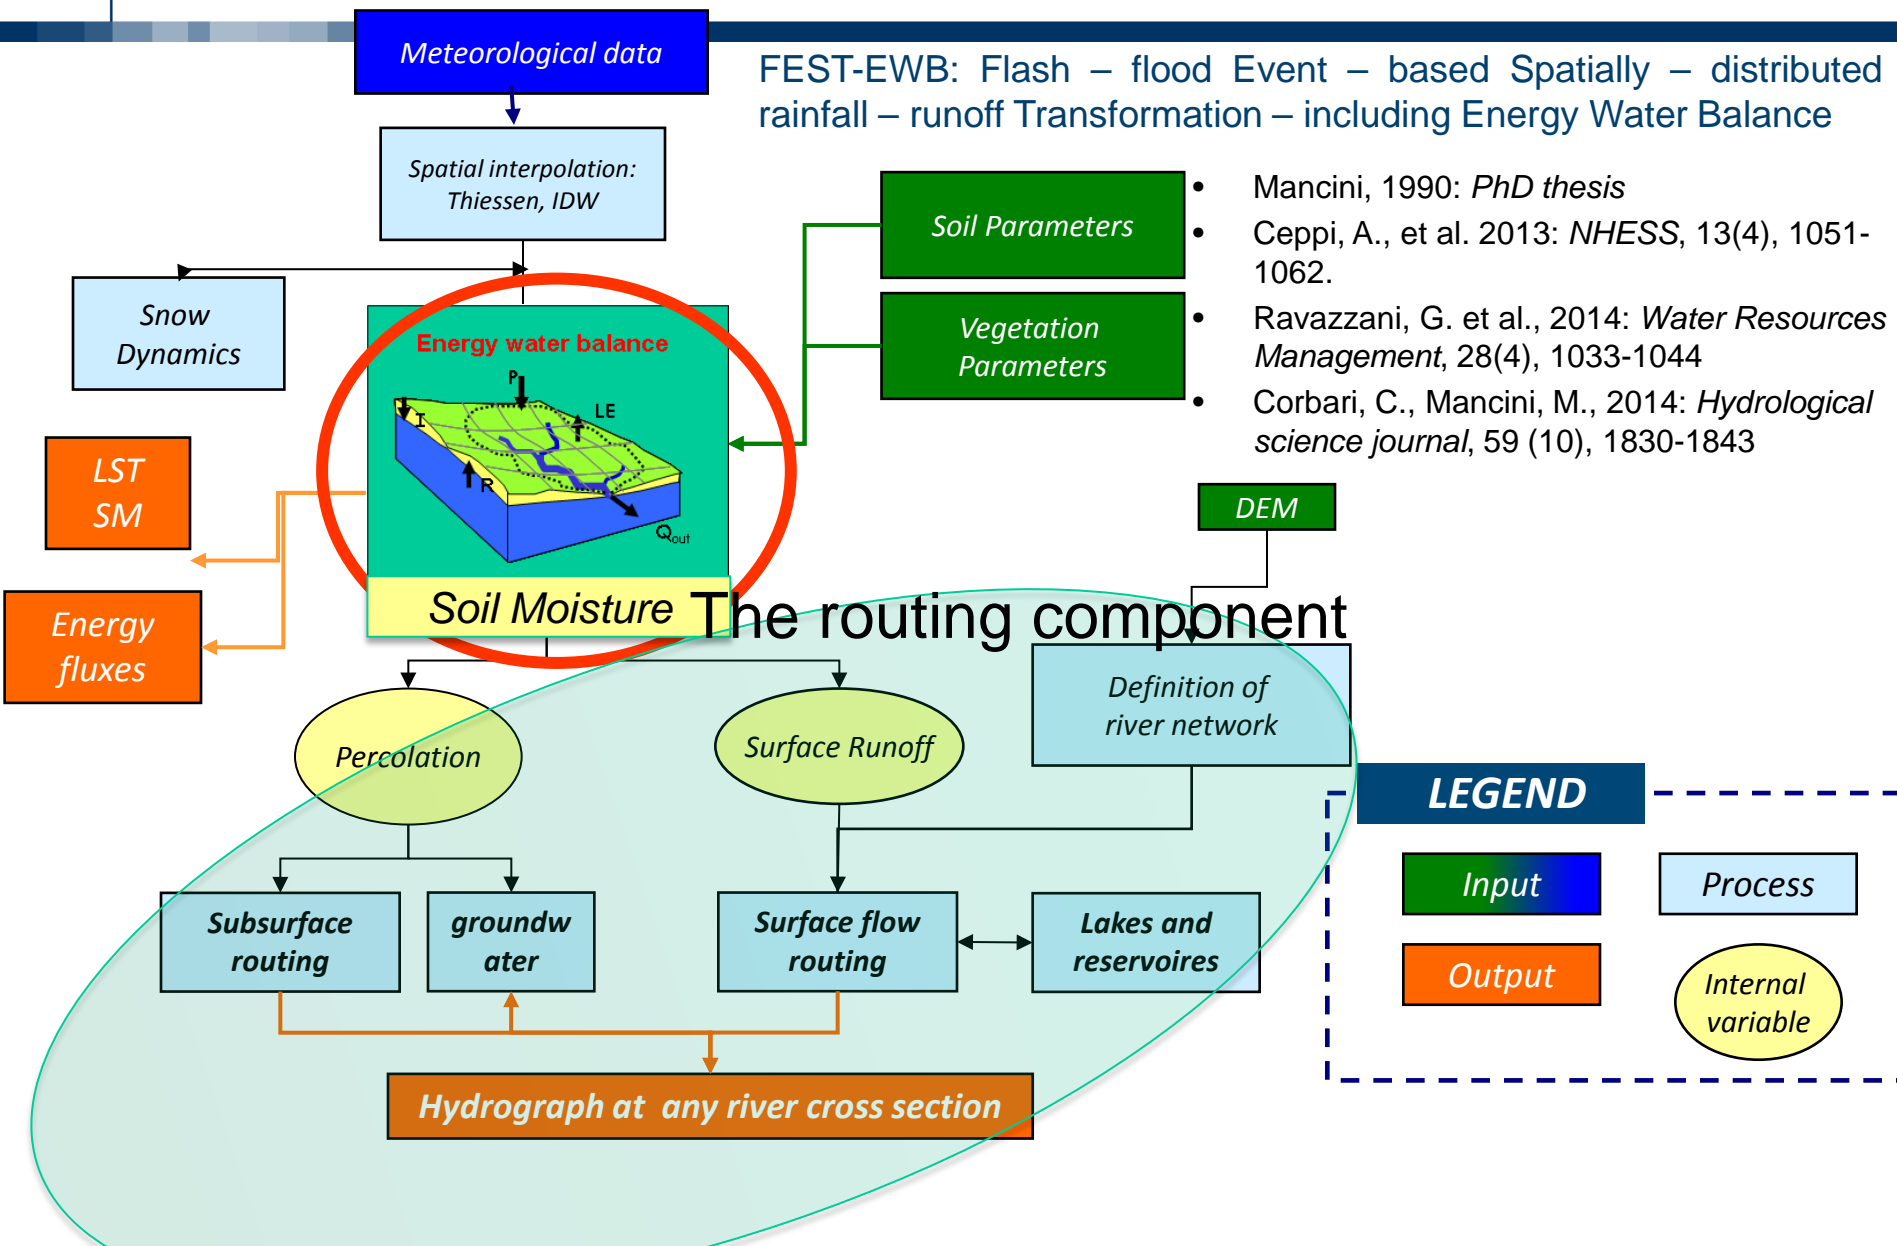 Meteorological data
FEST-EWB: Flash – flood Event – based Spatially – distributed
rainfall – runoff Transformation – including Energy Water Balance
Spatial interpolation:
Thiessen, IDW
Soil Parameters
• Mancini, 1990: PhD thesis
• Ceppi, A., et al. 2013: NHESS, 13(4), 1051-
1062.
Snow
Dynamics
Vegetation
Parameters
• Ravazzani, G. et al., 2014: Water Resources
Management, 28(4), 1033-1044
• Corbari, C., Mancini, M., 2014: Hydrological
science journal, 59 (10), 1830-1843
Energy water balance
P
I
LE
T
R
Qout
LST
SM
DEM
Energy
fluxes
Soil Moisture
The routing component
Definition of
river network
Percolation
Surface Runoff
LEGEND
Input
Process
Output
Internal
variable
Subsurface
routing
groundw
ater
Surface flow
routing
Lakes and
reservoires
Hydrograph at any river cross section